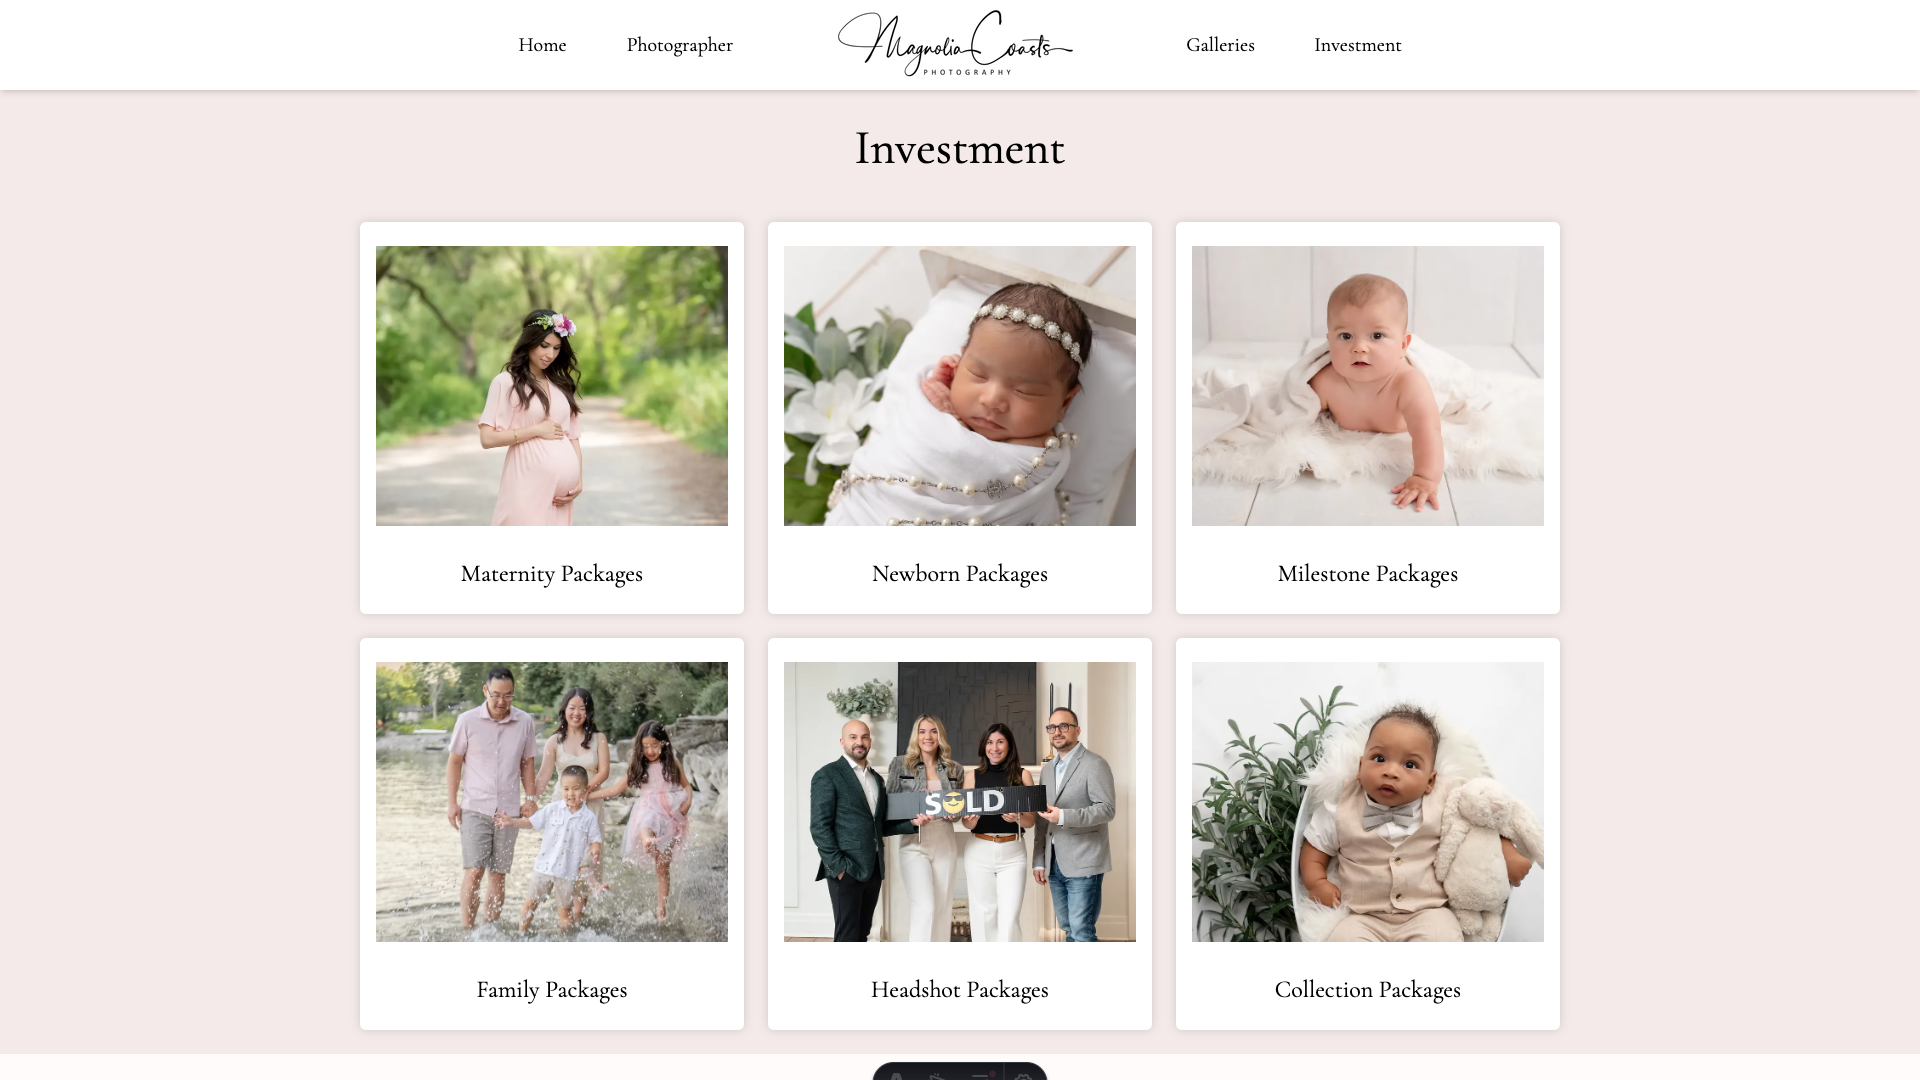 Home
Photographer
Magnolia Coasts
PHOTOGRAPHY
Galleries
Investment
Investment
Maternity Packages
Newborn Packages
Milestone Packages
Family Packages
SOLD
Headshot Packages
Collection Packages